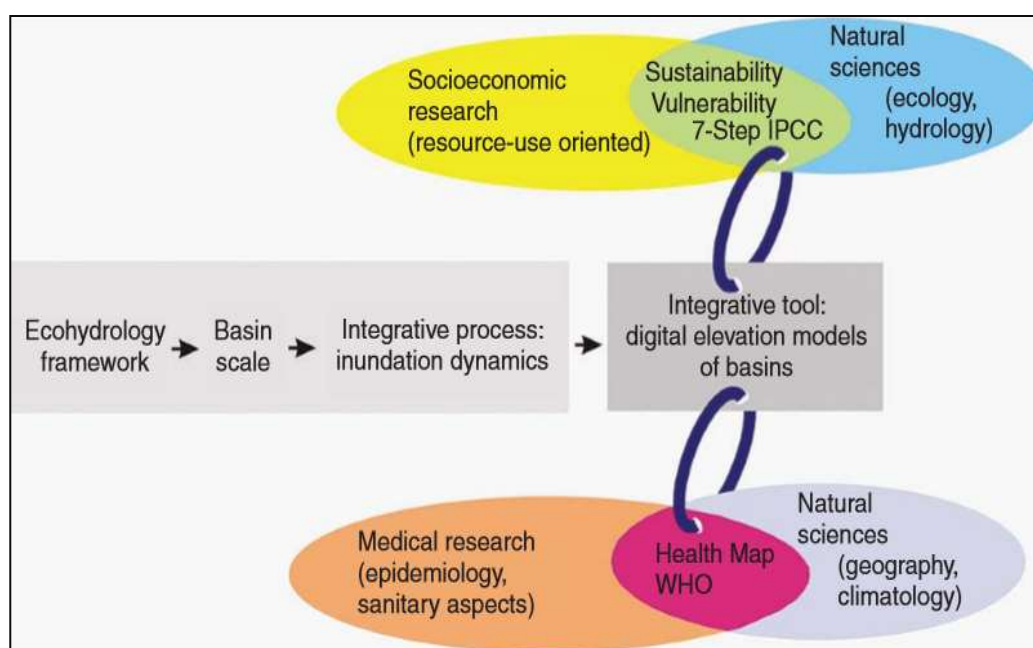 Socioeconomic
research
(resource-use oriented)
Sustainability
Vulnerability
7-Step IPCC
Natural
sciences
(ecology,
hydrology)
Ecohydrology
framework
Basin
scale
Integrative process:
inundation dynamics
Integrative tool:
digital elevation models
of basins
Medical research
(epidemiology,
sanitary aspects)
Health Map
WHO
Natural
sciences
(geography,
climatology)